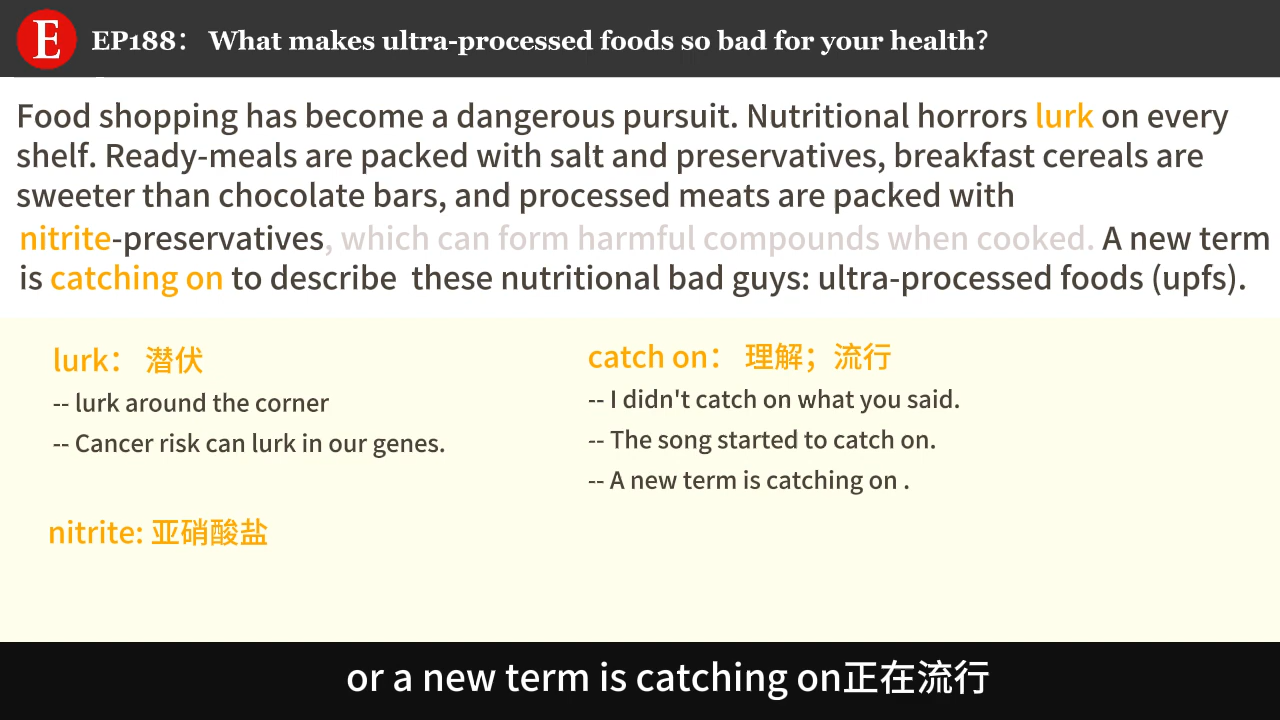 E EP188： What makes ultra-processed foods so bad for your health？
Food shopping has become a dangerous pursuit. Nutritional horrors lurk on every
shelf. Ready-meals are packed with salt and preservatives, breakfast cereals are
sweeter than chocolate bars, and processed meats are packed with
nitrite-preservatives, which can form harmful compounds when cooked. A new term
is catching on to describe these nutritional bad guys: ultra-processed foods (upfs).
lurk： 潜伏
-- lurk around the corner
-- Cancer risk can lurk in our genes.
nitrite: 亚硝酸盐
catch on： 理解；流行
-- I didn't catch on what you said.
-- The song started to catch on.
-- A new term is catching on .
or a new term is catching on正在流行